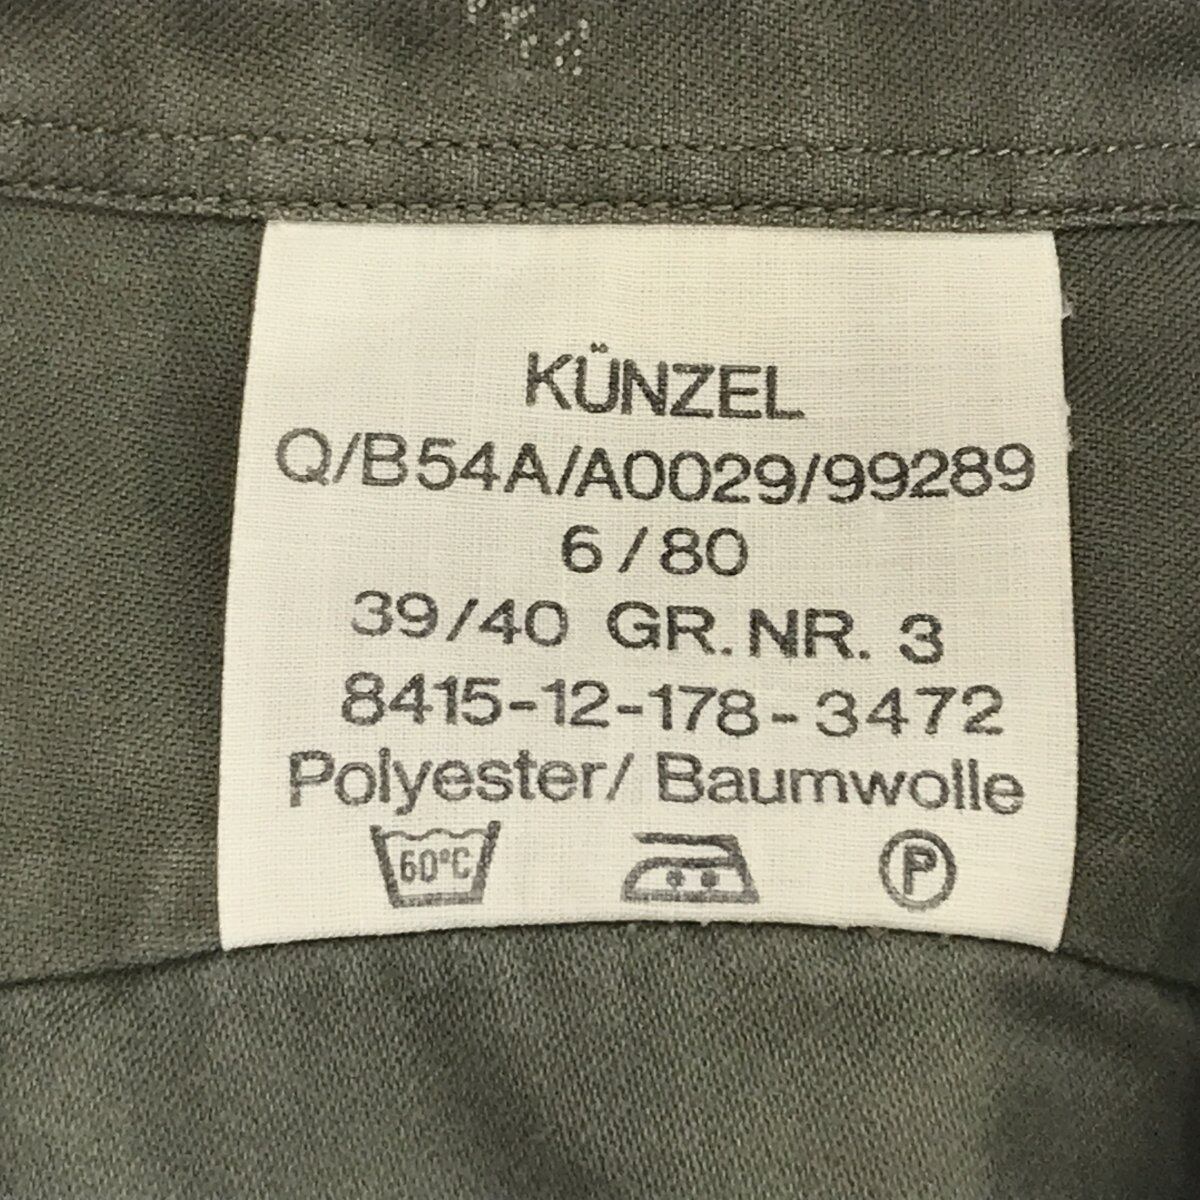 KÜNZEL
Q/B54A/A0029/99289
6/80
39/40 GR. NR. 3
8415-12-178-3472
Polyester/ Baumwolle
60°C P